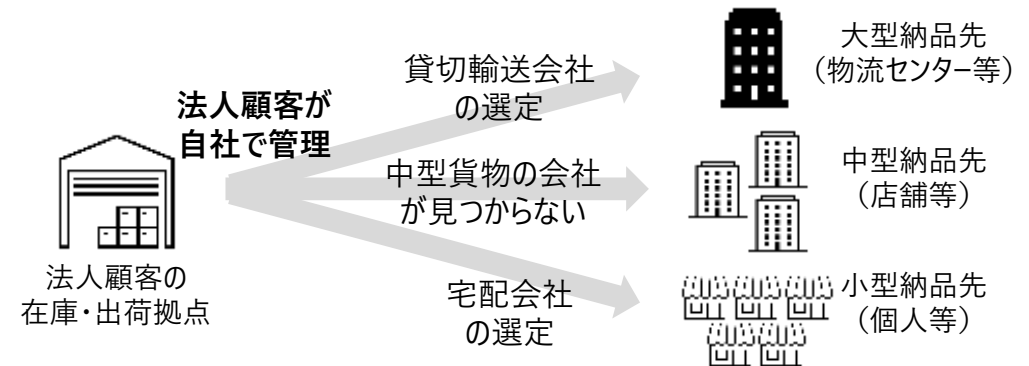 法人顧客が
自社で管理
法人顧客の
在庫・出荷拠点
貸切輸送会社
の選定
中型貨物の会社
が見つからない
宅配会社
の選定
大型納品先
（物流センター等）
中型納品先
（店舗等）
小型納品先
（個人等）